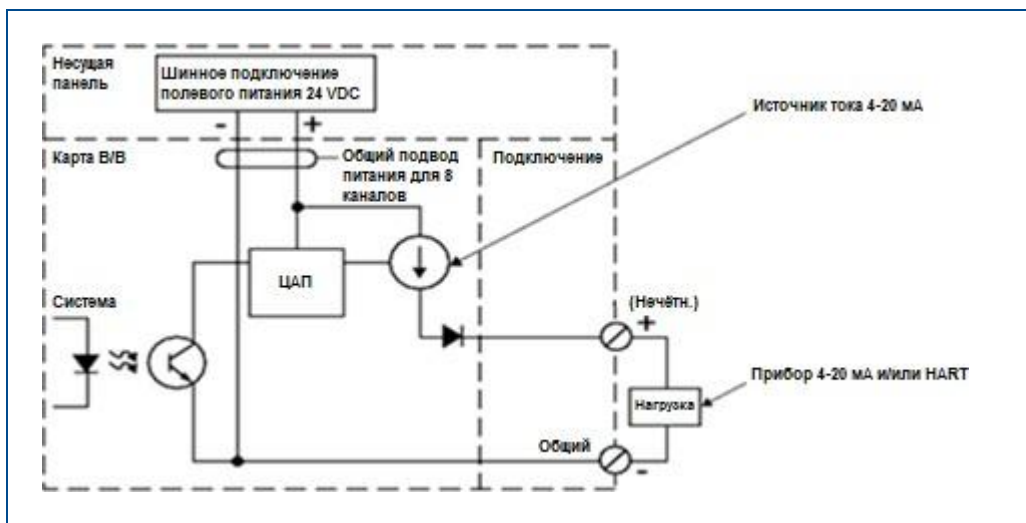 Несущая
панель
Шинное подключение
полевого питания 24 VDC
-
+
Источник тока 4-20 мА
Карта В/В
Общий подвод
питания для 8
каналов
Подключение
ЦАП
Система
(Нечётн.)
+
Прибор 4-20 мА и/или HART
Нагрузка
Общий
-